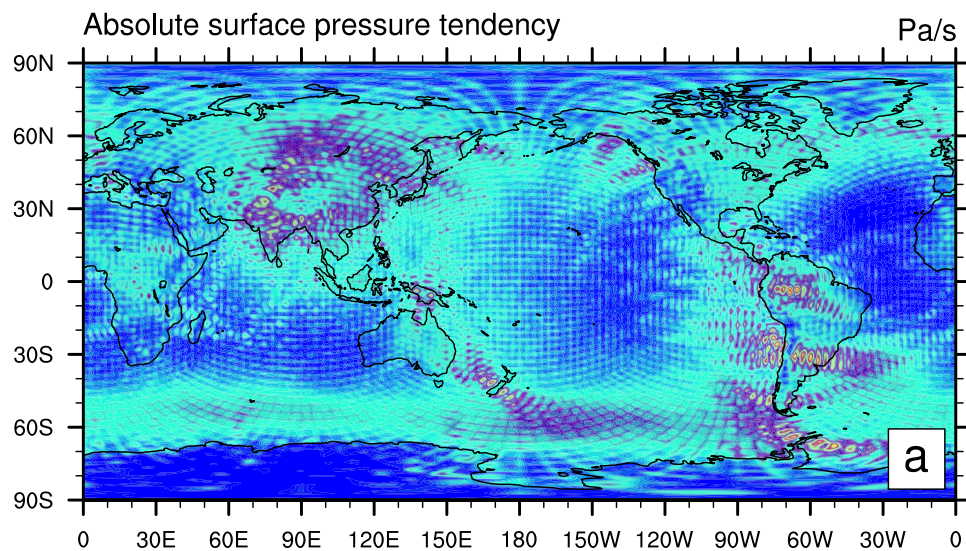 Absolute surface pressure tendency
Pa/s
90N
60N
30N
0
30S
60S
90S
a
0 30E 60E 90E 120E 150E 180 150W 120W 90W 60W 30W 0